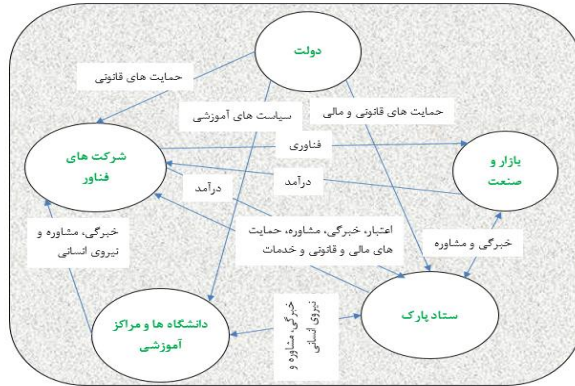 دولت
حمایت های قانونی
سیاست های آموزشی
حمایت های قانونی و مالی
شرکت های
فناور
فناوری
بازار و
صنعت
درآمد
درآمد
خبرگی، مشاوره و
نیروی انسانی
اعتبار، خبرگی، مشاوره، حمایت
های مالی و قانونی و خدمات
خبرگی و مشاوره
دانشگاه ها و مراکز
آموزشی
خبرگی، مشاوره و
نیروی انسانی
ستاد پارک